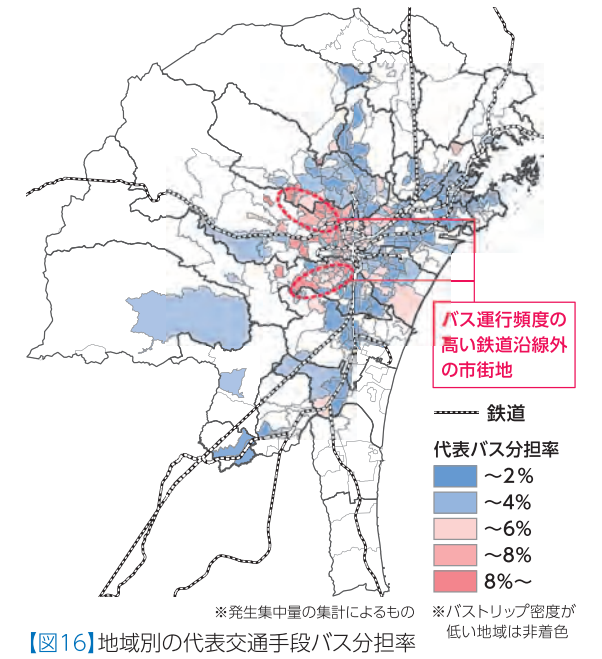 バス運行頻度の
高い鉄道沿線外
の市街地
鉄道
代表バス分担率
～2%
～4%
～6%
～8%
8%～
※発生集中量の集計によるもの
※バストリップ密度が
低い地域は非着色
【図16】地域別の代表交通手段バス分担率